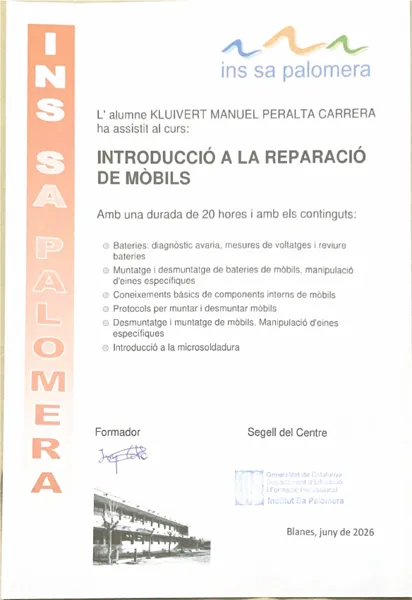 INS SA PALOMERA
ins sa palomera
L' alumne KLUIVERT MANUEL PERALTA CARRERA
ha assistit al curs:
INTRODUCCIÓ A LA REPARACIÓ
DE MÒBILS
Amb una durada de 20 hores i amb els continguts:
Bateries: diagnòstic avaria, mesures de voltatges i reviure
bateries
Muntatge i desmuntatge de bateries de mòbils, manipulació
d'eines específiques
Coneixements bàsics de components interns de mòbils
Protocols per muntar i desmuntar mòbils
Desmuntatge i muntatge de mòbils. Manipulació d'eines
específiques
Introducció a la microsoldadura
Formador
Segell del Centre
Generalitat de Catalunya
Departament d'Educació
i Formació Professional
Institut Sa Palomera
Blanes, juny de 2026